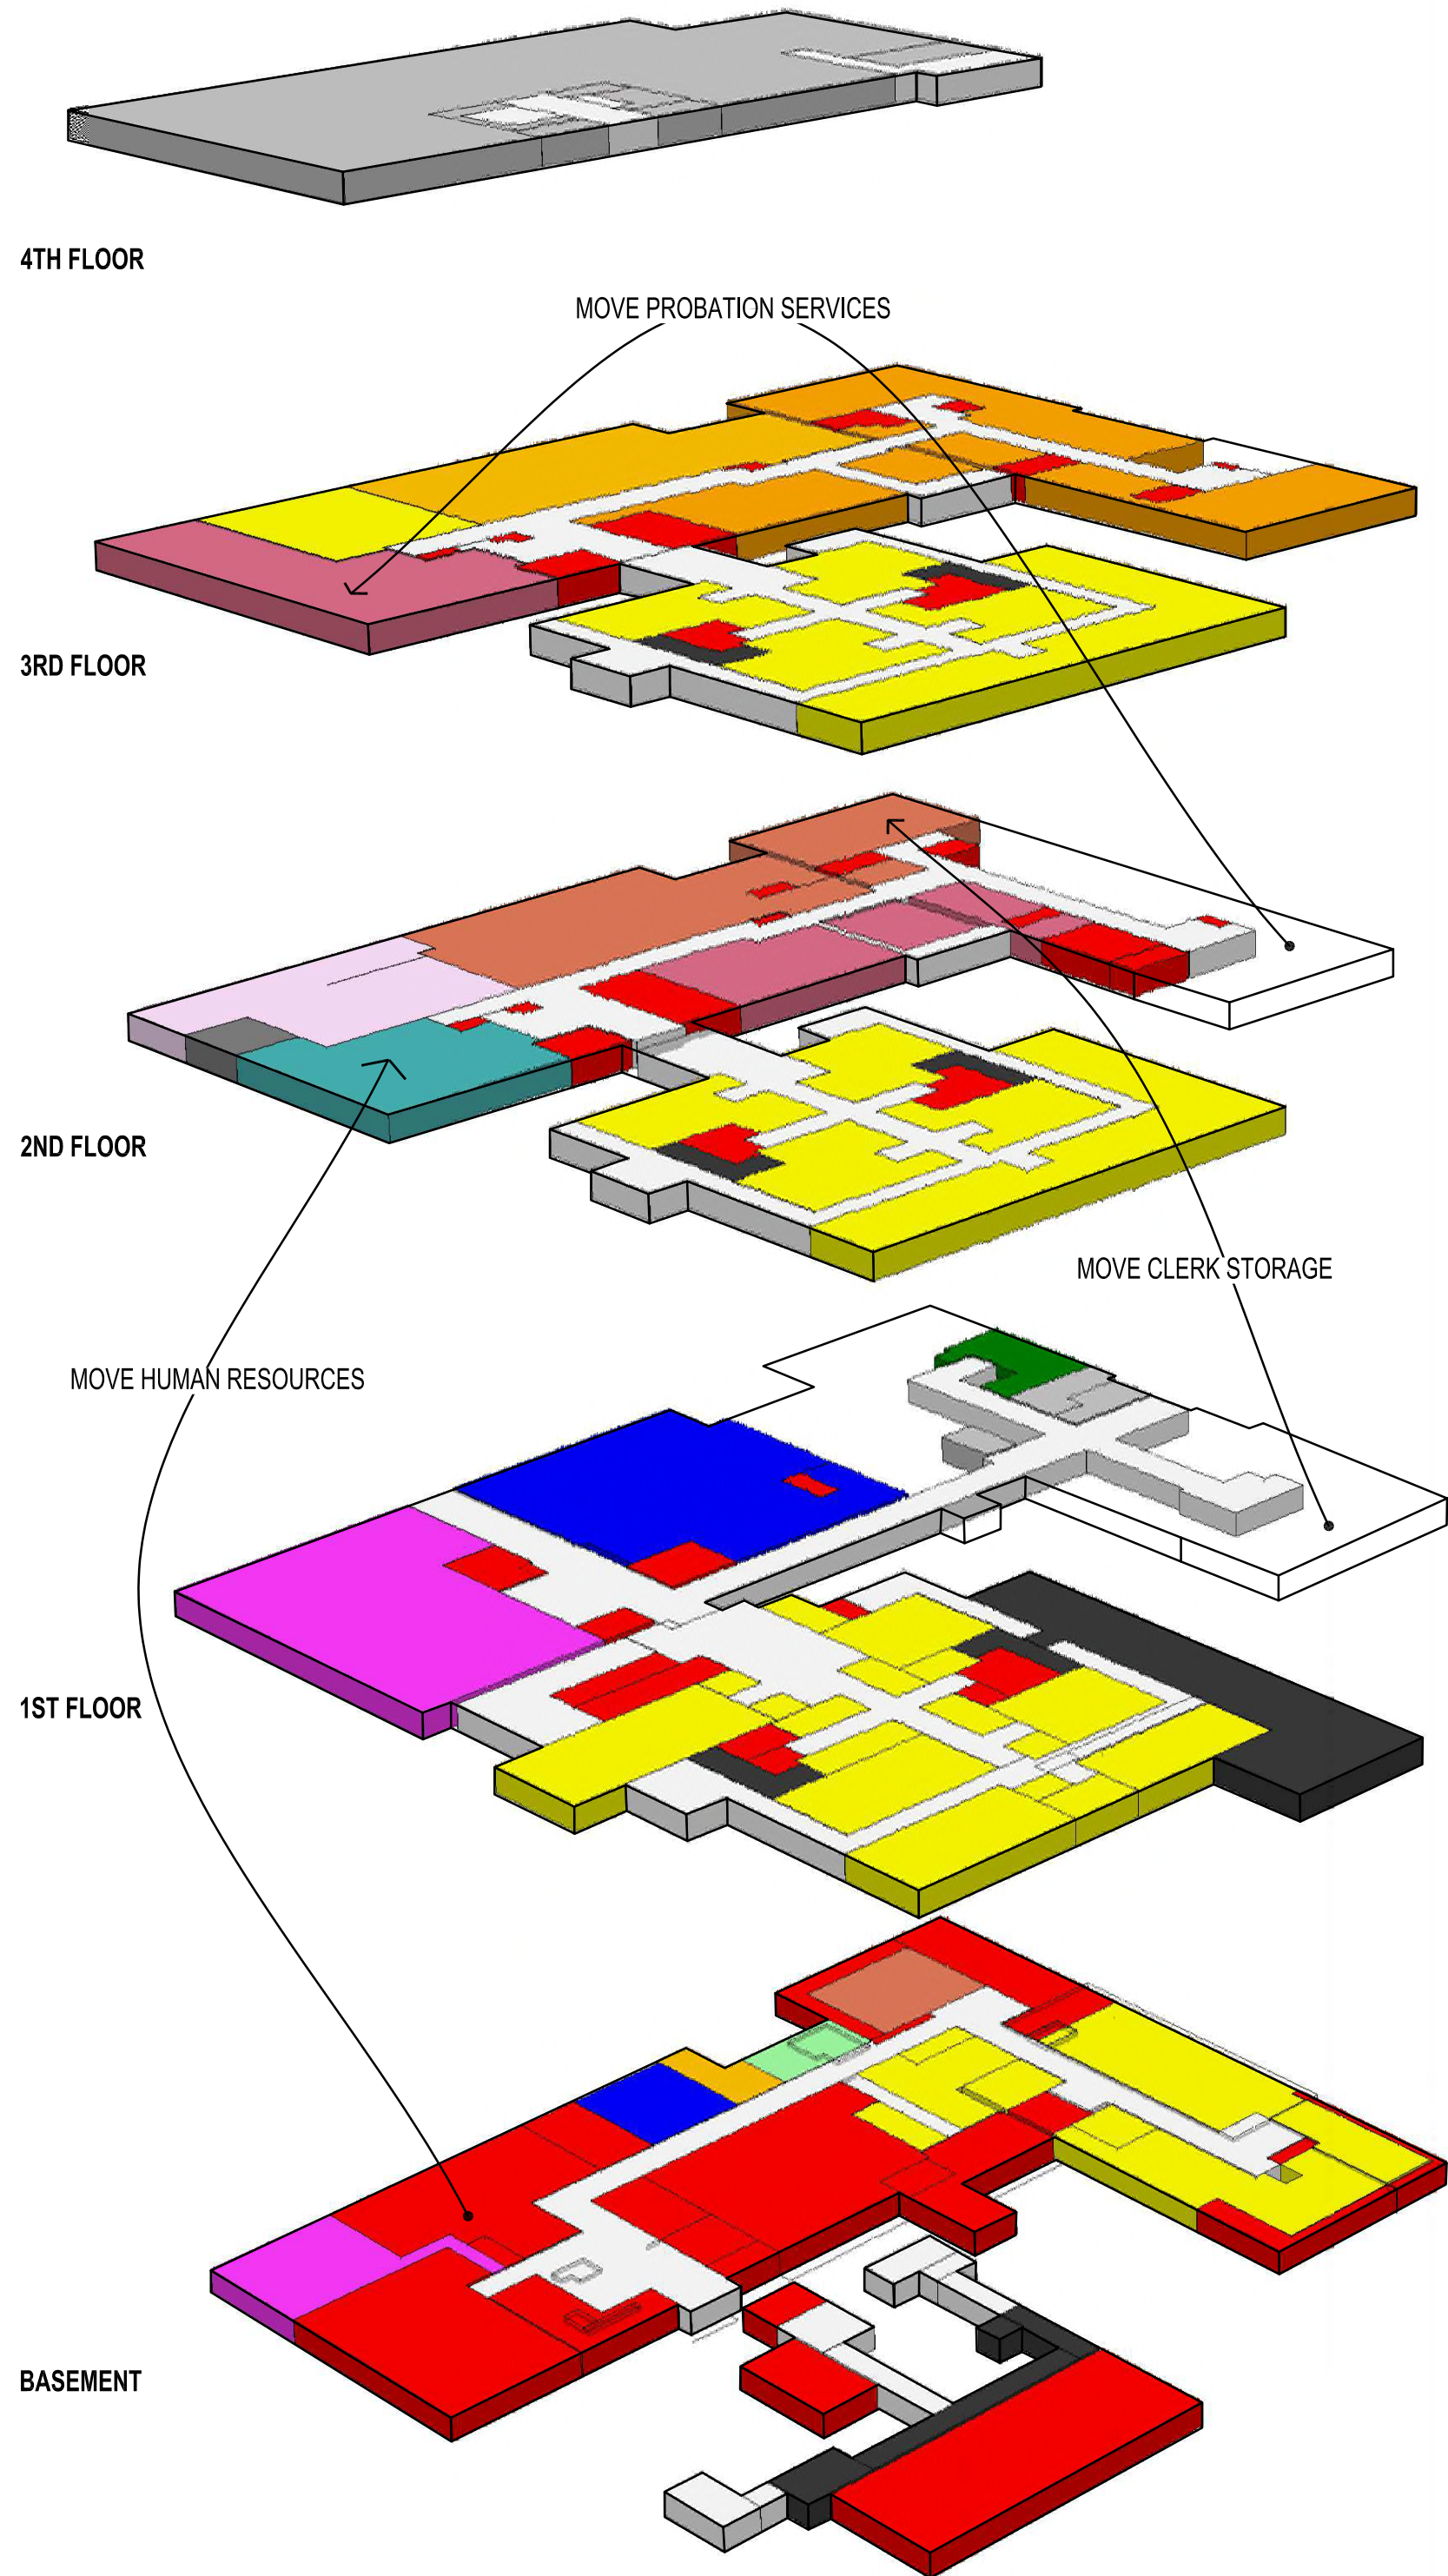 4TH FLOOR
MOVE PROBATION SERVICES
3RD FLOOR
2ND FLOOR
MOVE CLERK STORAGE
MOVE HUMAN RESOURCES
1ST FLOOR
BASEMENT